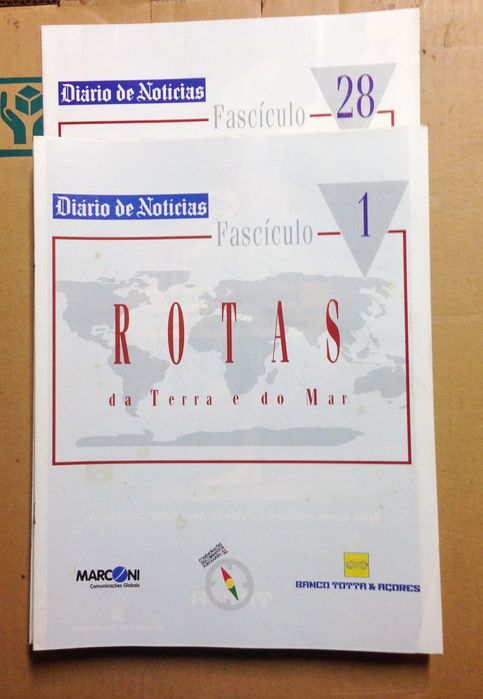 Diário de Notícias
Fascículo
28
Diário de Notícias
Fascículo
1
ROTAS
da Terra e do Mar
MARCONI
Comunicações Globais
BANCO TOTTA & AÇORES